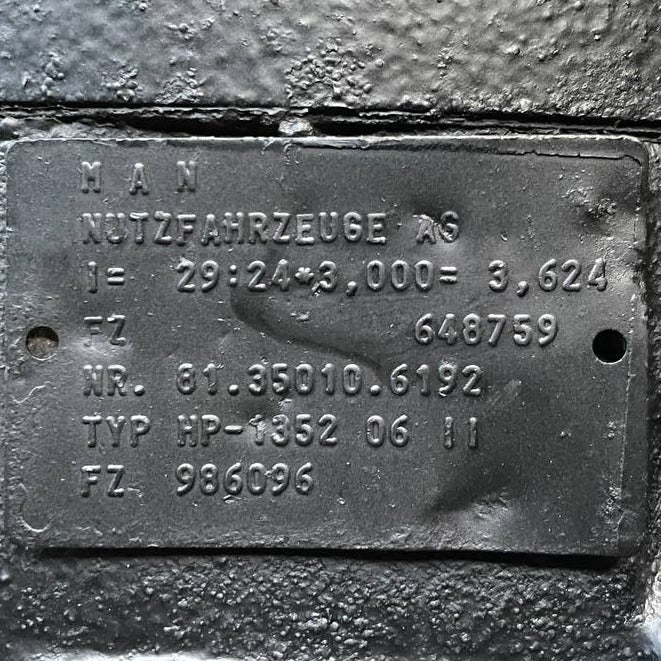 M A N
NUTZFAHRZEUGE AG
I= 29:24*3,000= 3,624
FZ 648759
NR. 81.35010.6192
TYP HP-1352 06 II
FZ 986096